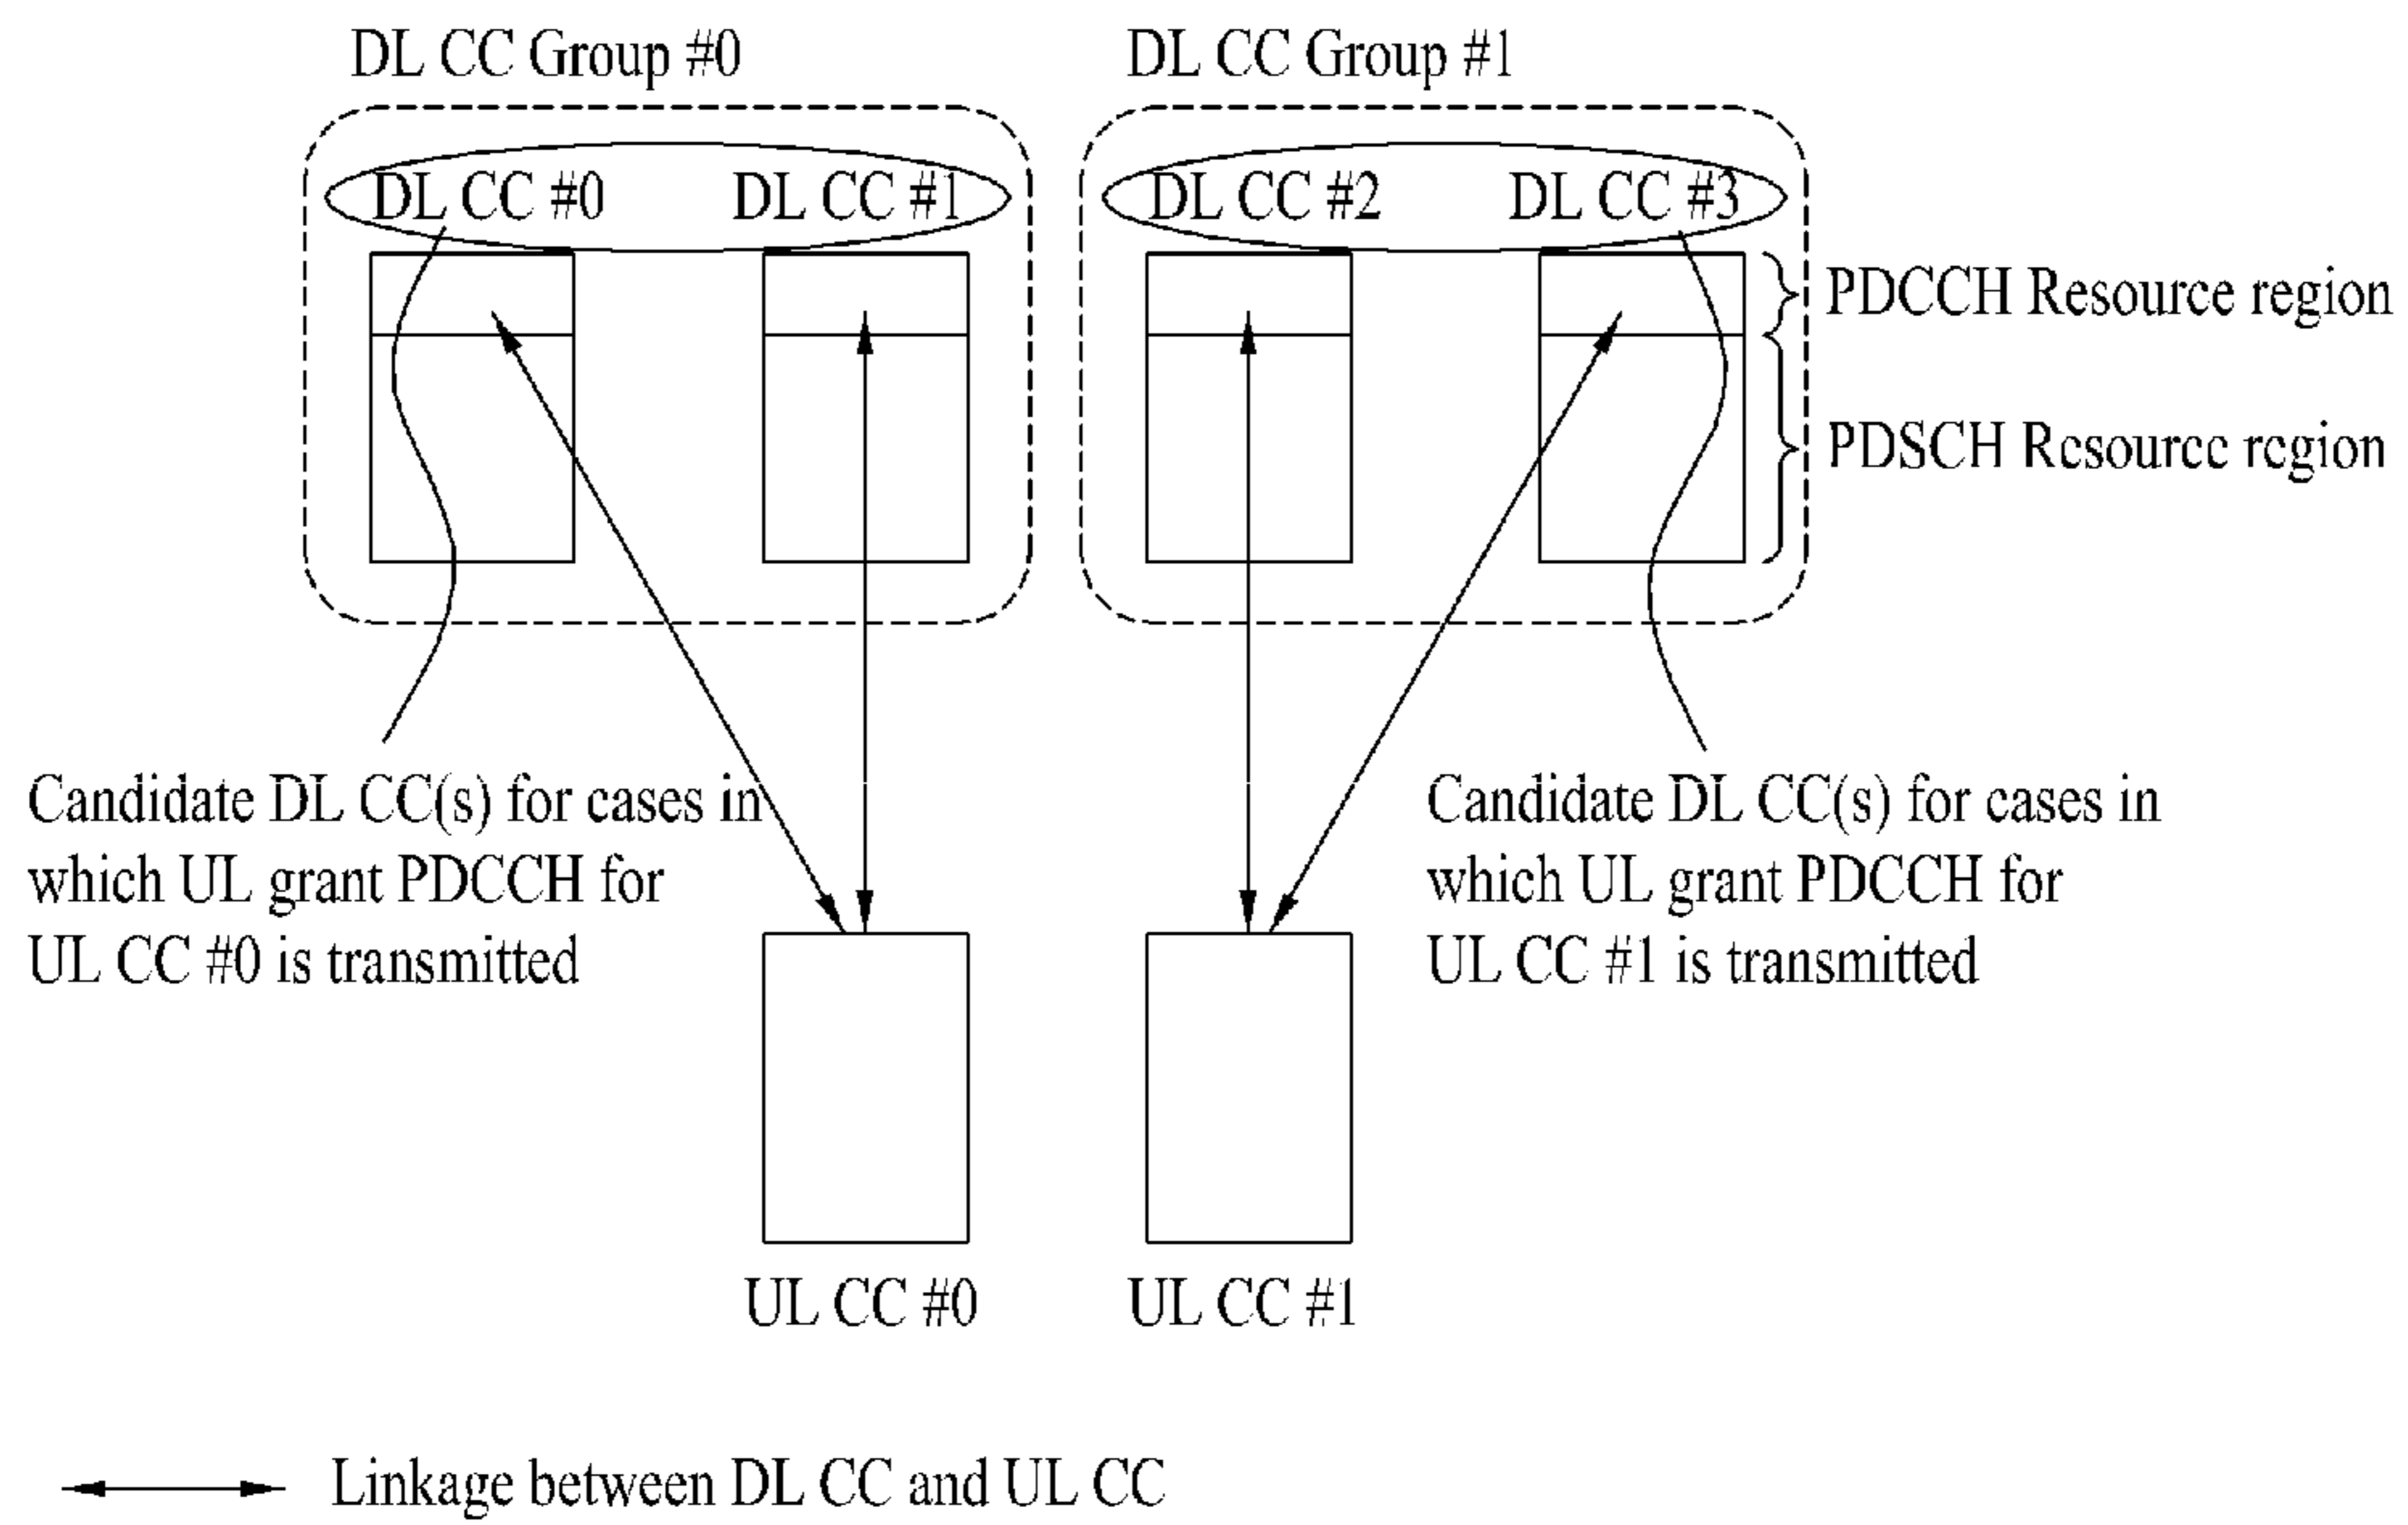 DL CC Group #0
DL CC Group #1
DL CC #0
DL CC #1
DL CC #2
DL CC #3
PDCCH Resource region
PDSCH Resource region
Candidate DL CC(s) for cases in
which UL grant PDCCH for
UL CC #0 is transmitted
Candidate DL CC(s) for cases in
which UL grant PDCCH for
UL CC #1 is transmitted
UL CC #0
UL CC #1
Linkage between DL CC and UL CC